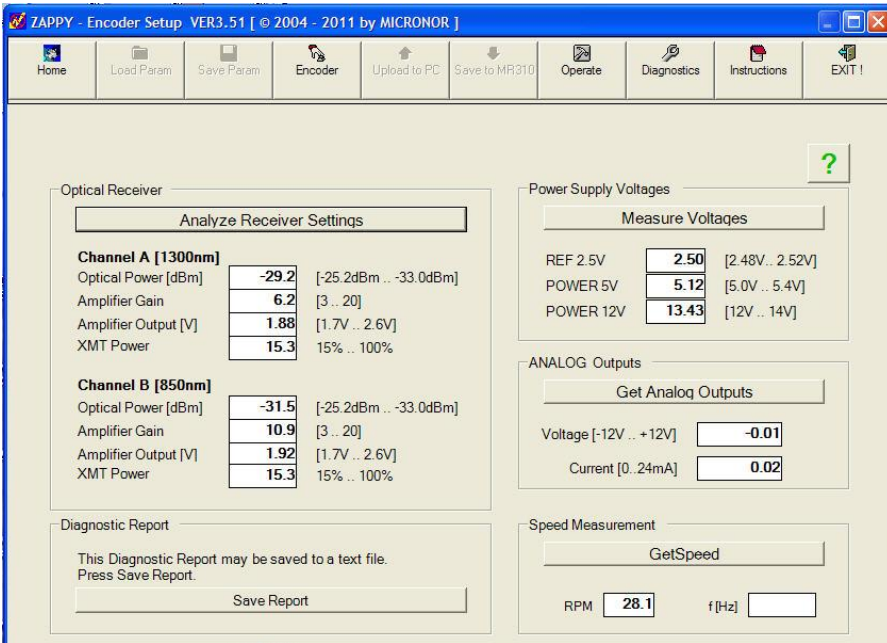 ZAPPY - Encoder Setup VER3.51 [ © 2004 - 2011 by MICRONOR ]
Home Load Param Save Param Encoder Upload to PC Save to MR310 Operate Diagnostics Instructions EXIT !
?
Optical Receiver
Analyze Receiver Settings
Channel A [1300nm]
Optical Power [dBm] -29.2 [-25.2dBm .. -33.0dBm]
Amplifier Gain 6.2 [3 .. 20]
Amplifier Output [V] 1.88 [1.7V .. 2.6V]
XMT Power 15.3 15% .. 100%
Channel B [850nm]
Optical Power [dBm] -31.5 [-25.2dBm .. -33.0dBm]
Amplifier Gain 10.9 [3 .. 20]
Amplifier Output [V] 1.92 [1.7V .. 2.6V]
XMT Power 15.3 15% .. 100%
Diagnostic Report
This Diagnostic Report may be saved to a text file.
Press Save Report.
Save Report
Power Supply Voltages
Measure Voltages
REF 2.5V 2.50 [2.48V.. 2.52V]
POWER 5V 5.12 [5.0V .. 5.4V]
POWER 12V 13.43 [12V .. 14V]
ANALOG Outputs
Get Analog Outputs
Voltage [-12V .. +12V] -0.01
Current [0..24mA] 0.02
Speed Measurement
GetSpeed
RPM 28.1 f [Hz]